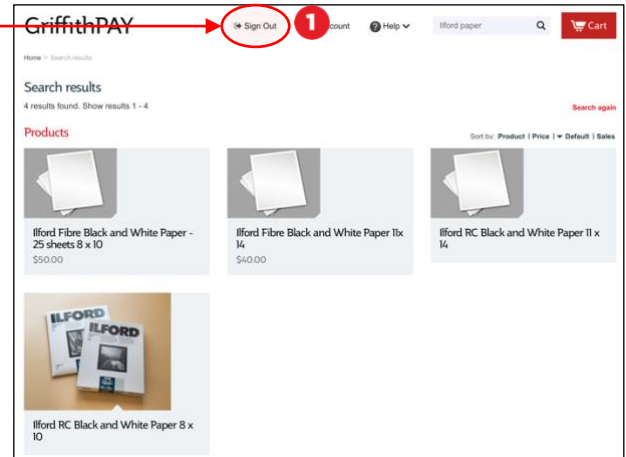 GriffithPAY
Sign Out
1
count
Help
Ilford paper
Cart
Home > Search results
Search results
4 results found. Show results 1 - 4
Search again
Products
Sort by: Product | Price | Default | Sales
Ilford Fibre Black and White Paper -
25 sheets 8 x 10
$50.00
Ilford Fibre Black and White Paper 11x
14
$40.00
Ilford RC Black and White Paper 11 x
14
ILFORD
ILFORD
Ilford RC Black and White Paper 8 x
10